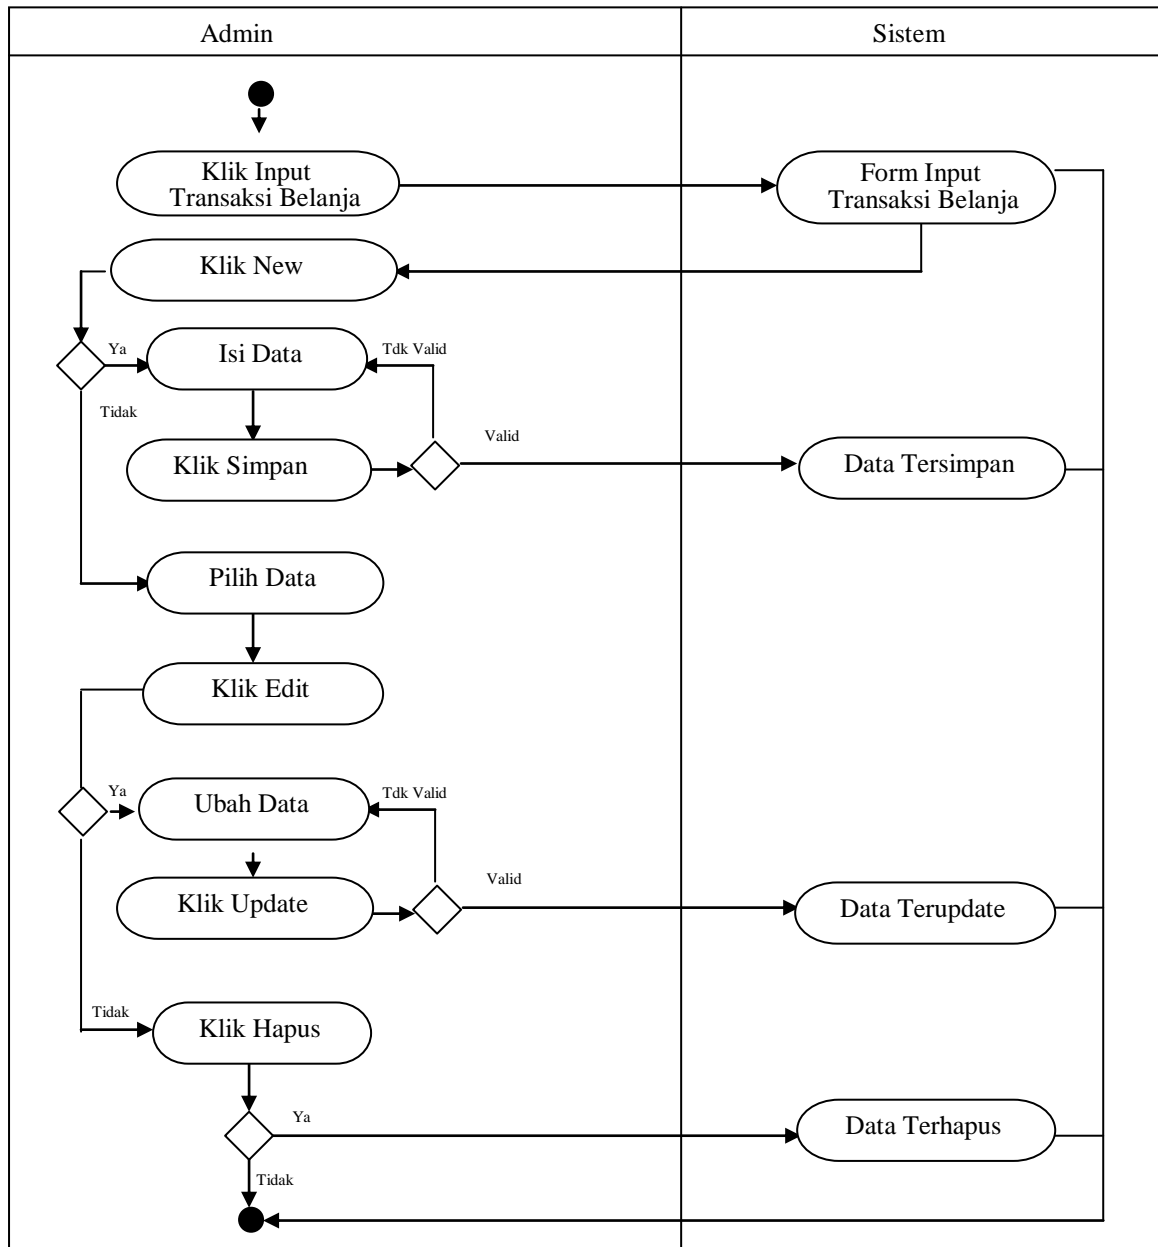 Admin
Sistem
Klik Input
Transaksi Belanja
Form Input
Transaksi Belanja
Klik New
Ya
Isi Data
Tdk Valid
Tidak
Valid
Klik Simpan
Data Tersimpan
Pilih Data
Klik Edit
Ya
Ubah Data
Tdk Valid
Valid
Klik Update
Data Terupdate
Tidak
Klik Hapus
Ya
Data Terhapus
Tidak